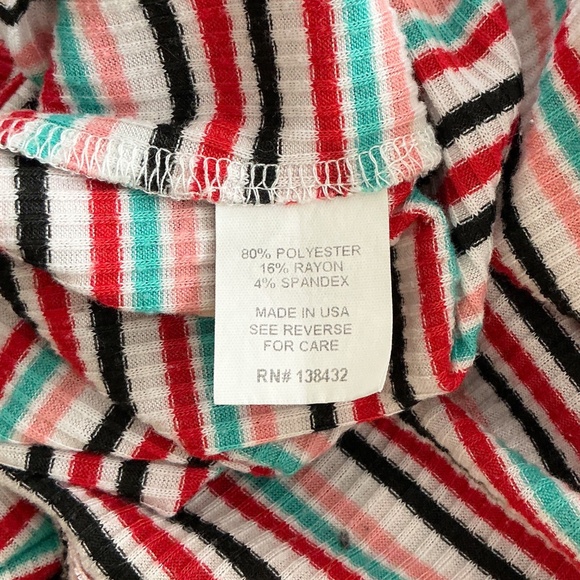 80% POLYESTER
16% RAYON
4% SPANDEX
MADE IN USA
SEE REVERSE
FOR CARE
RN# 138432